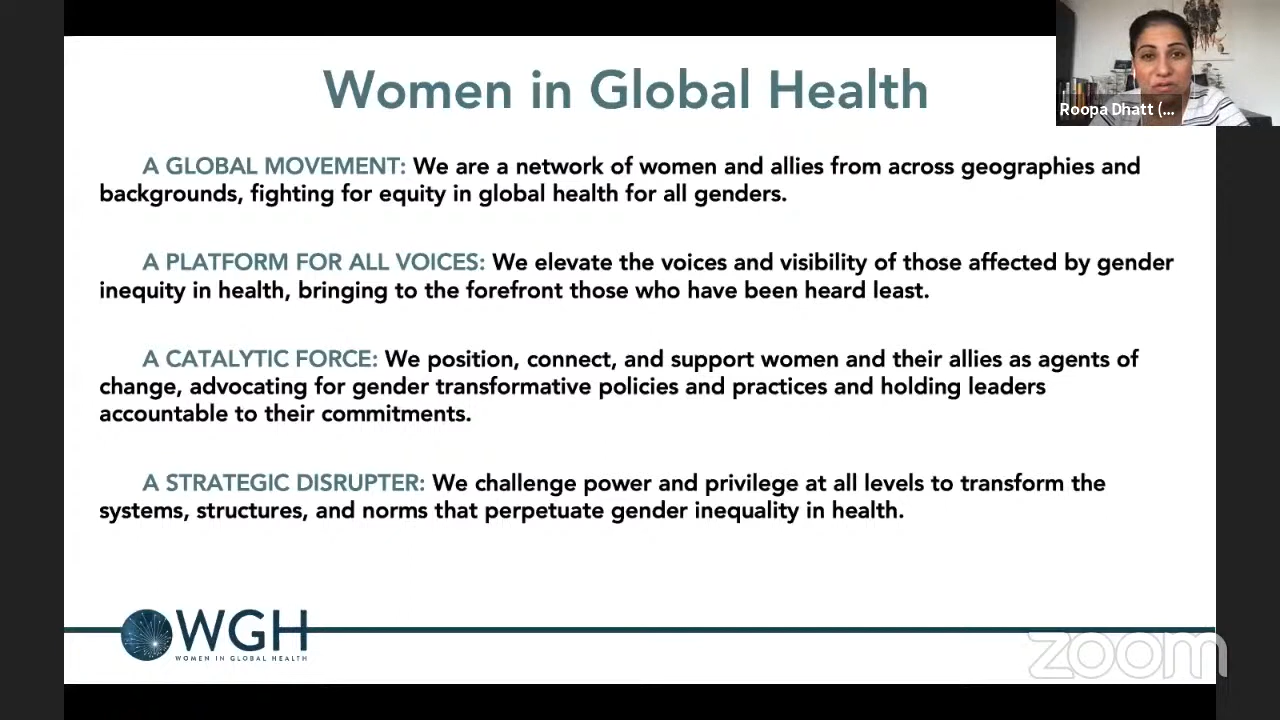 Women in Global Health
Roopa Dhatt (...
A GLOBAL MOVEMENT: We are a network of women and allies from across geographies and
backgrounds, fighting for equity in global health for all genders.
A PLATFORM FOR ALL VOICES: We elevate the voices and visibility of those affected by gender
inequity in health, bringing to the forefront those who have been heard least.
A CATALYTIC FORCE: We position, connect, and support women and their allies as agents of
change, advocating for gender transformative policies and practices and holding leaders
accountable to their commitments.
A STRATEGIC DISRUPTER: We challenge power and privilege at all levels to transform the
systems, structures, and norms that perpetuate gender inequality in health.
WGH
WOMEN IN GLOBAL HEALTH
zoom